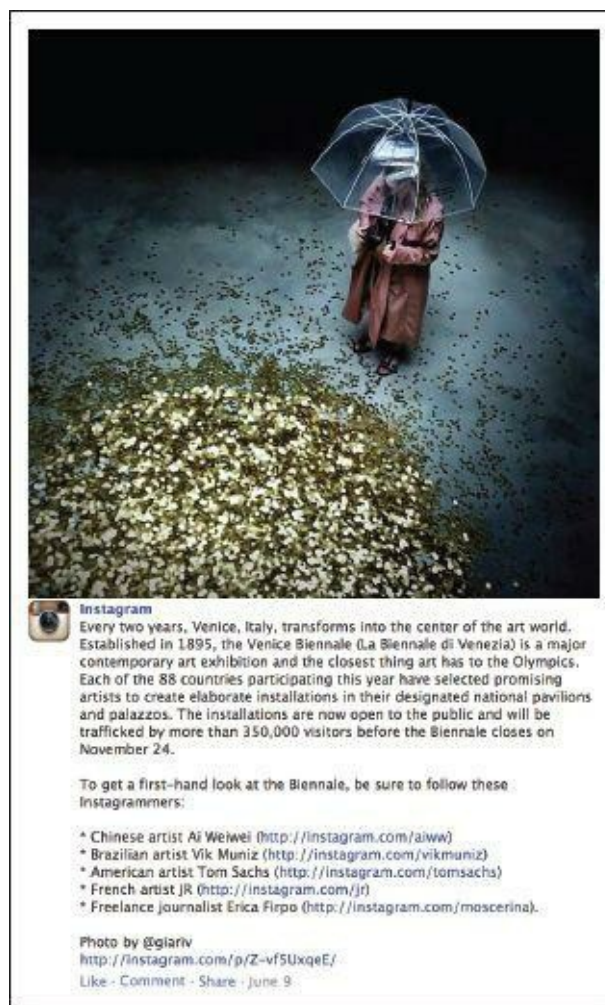 Instagram
Every two years, Venice, Italy, transforms into the center of the art world.
Established in 1895, the Venice Biennale (La Biennale di Venezia) is a major
contemporary art exhibition and the closest thing art has to the Olympics.
Each of the 88 countries participating this year have selected promising
artists to create elaborate installations in their designated national pavilions
and palazzos. The installations are now open to the public and will be
trafficked by more than 350,000 visitors before the Biennale closes on
November 24.
To get a first-hand look at the Biennale, be sure to follow these
Instagrammers:
* Chinese artist Ai Weiwei (http://instagram.com/aiww)
* Brazilian artist Vik Muniz (http://instagram.com/vikmuniz)
* American artist Tom Sachs (http://instagram.com/tomsachs)
* French artist JR (http://instagram.com/jr)
* Freelance journalist Erica Firpo (http://instagram.com/moscerina).
Photo by @giariv
http://instagram.com/p/Z-vf5UxqeE/
Like · Comment · Share · June 9